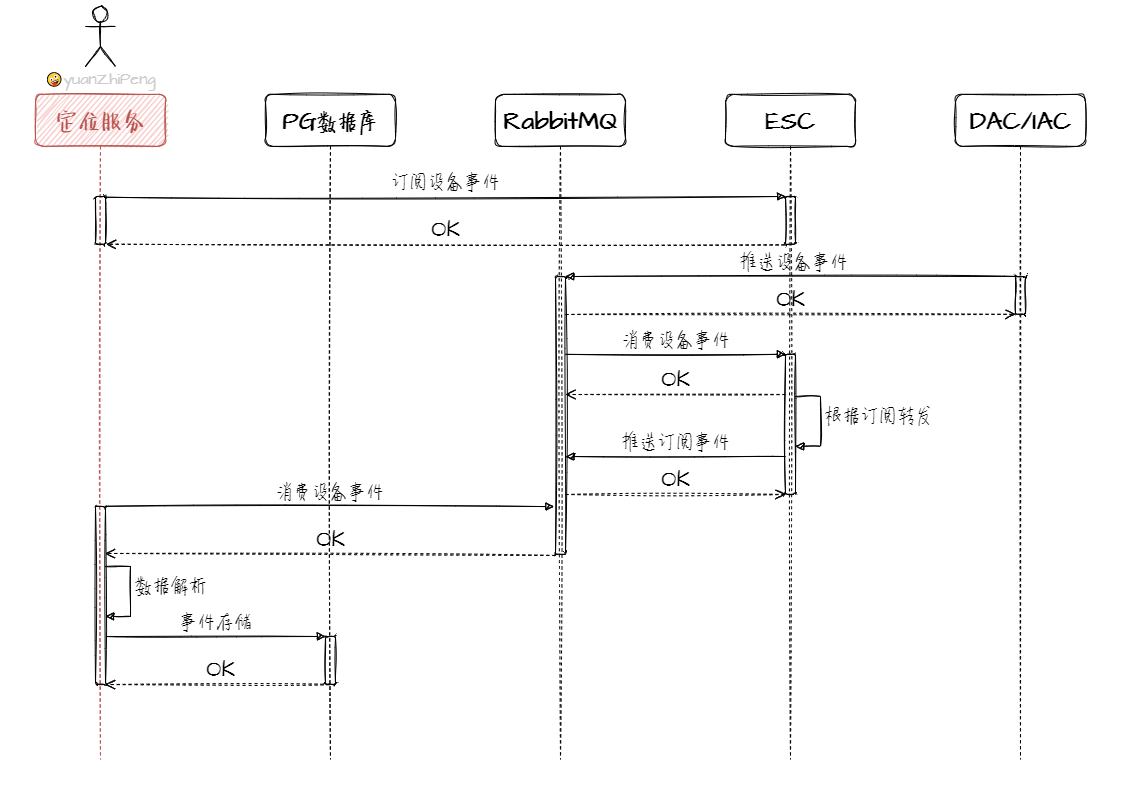 yuanZhiPeng
定位服务
PG数据库
RabbitMQ
ESC
DAC/IAC
订阅设备事件
OK
推送设备事件
OK
消费设备事件
OK
根据订阅转发
推送订阅事件
OK
消费设备事件
OK
数据解析
事件存储
OK